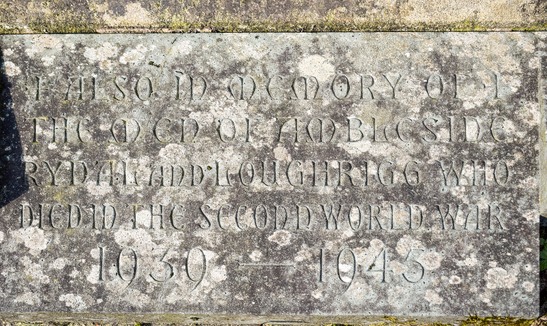 ALSO IN MEMORY OF
THE MEN OF AMBLESIDE
RYDAL AND LOUGHRIGG WHO
DIED IN THE SECOND WORLD WAR
1939 — 1945